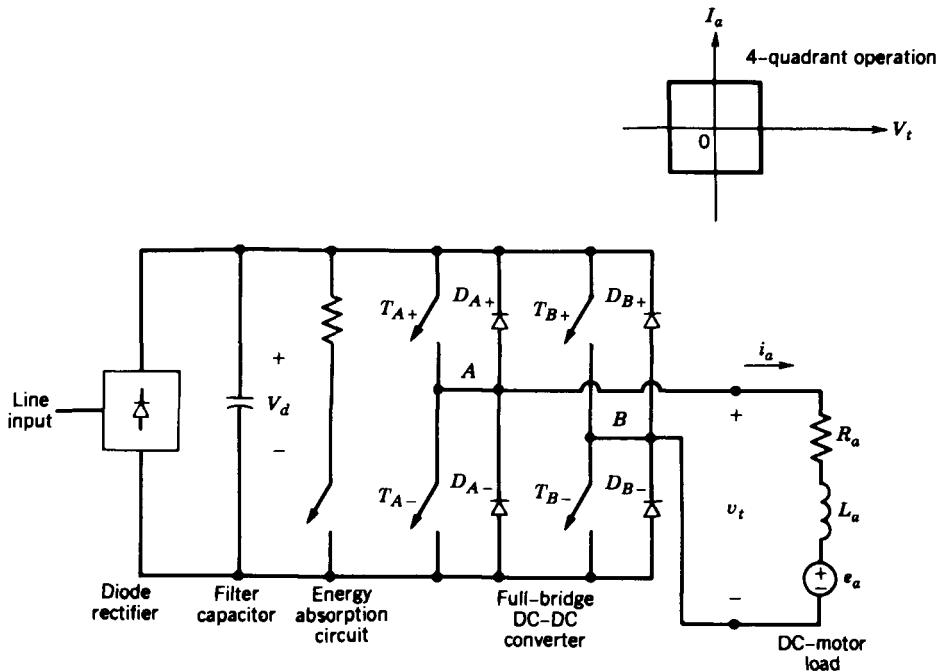 I_a
4-quadrant operation
0
V_t
T_A+
D_A+
T_B+
D_B+
i_a
A
+
V_d
−
Line
input
+
B
R_a
T_A−
D_A−
T_B−
D_B−
v_t
L_a
+
−
e_a
−
Diode
rectifier
Filter
capacitor
Energy
absorption
circuit
Full-bridge
DC-DC
converter
DC-motor
load